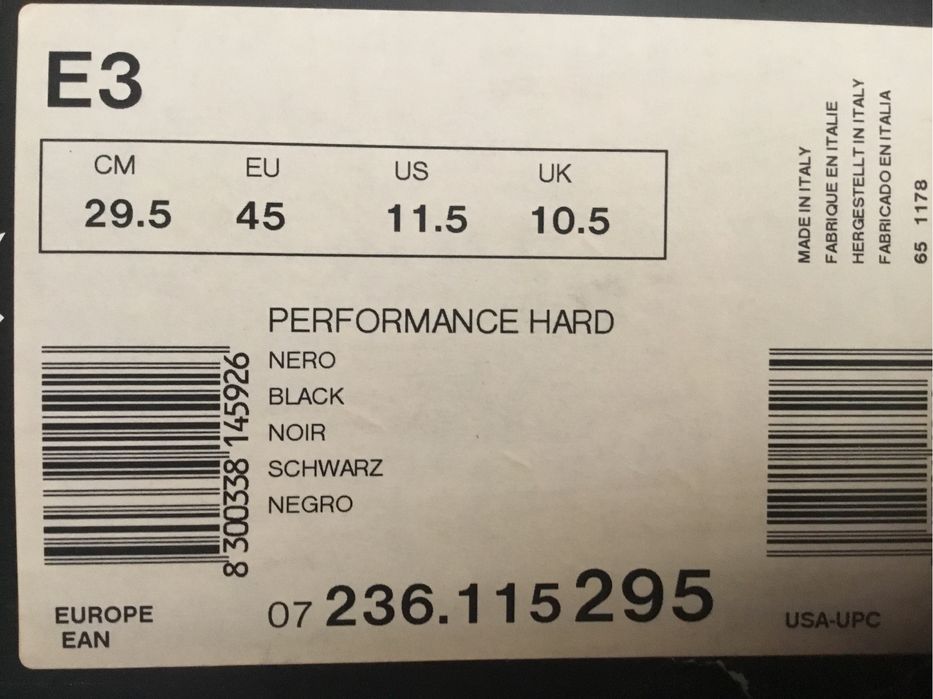 E3
CM EU US UK
29.5 45 11.5 10.5
MADE IN ITALY
FABRIQUE EN ITALIE
HERGESTELLT IN ITALY
FABRICADO EN ITALIA
65 1178
PERFORMANCE HARD
NERO
BLACK
NOIR
SCHWARZ
NEGRO
8 300338 145926
EUROPE
EAN
07 236.115 295
USA-UPC